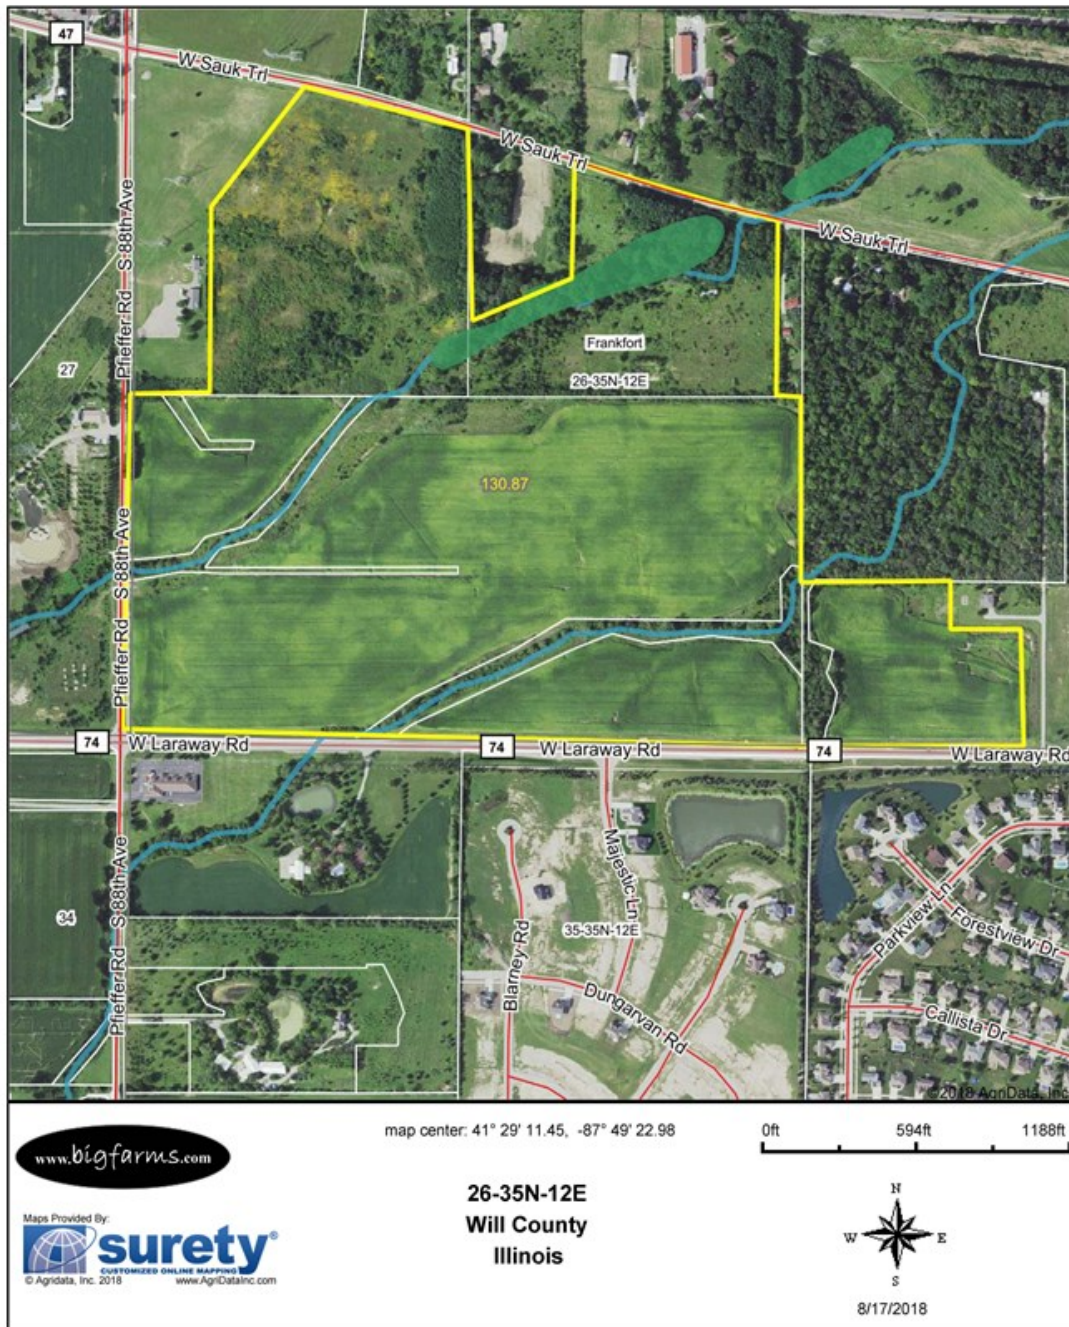 47
W Sauk Trl
W Sauk Trl
W Sauk Trl
Pfieffer Rd S 88th Ave
27
Frankfort
26-35N-12E
130.87
Pfieffer Rd S 88th Ave
74
W Laraway Rd
74
W Laraway Rd
74
W Laraway Rd
Pfieffer Rd S 88th Ave
34
Blarney Rd
Majestic Ln
35-35N-12E
Dungarvan Rd
Parkview Ln
Forestview Dr
Callista Dr
©2018 AgriData, Inc
www.bigfarms.com
map center: 41° 29' 11.45, -87° 49' 22.98
0ft 594ft 1188ft
26-35N-12E
Will County
Illinois
Maps Provided By:
surety®
CUSTOMIZED ONLINE MAPPING
© Agridata, Inc. 2018 www.AgriDataInc.com
N
W E
S
8/17/2018